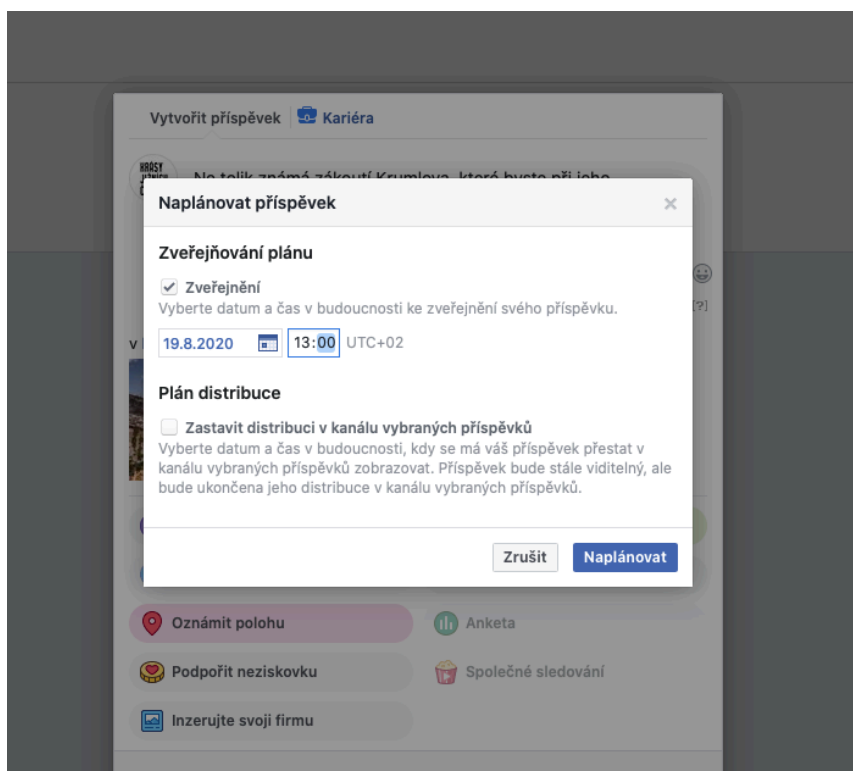 Vytvořit příspěvek
Kariéra
KRÁSY
Naplánovat příspěvek
Zveřejňování plánu
Zveřejnění
Vyberte datum a čas v budoucnosti ke zveřejnění svého příspěvku.
[?]
v
19.8.2020 13:00 UTC+02
Plán distribuce
Zastavit distribuci v kanálu vybraných příspěvků
Vyberte datum a čas v budoucnosti, kdy se má váš příspěvek přestat v
kanálu vybraných příspěvků zobrazovat. Příspěvek bude stále viditelný, ale
bude ukončena jeho distribuce v kanálu vybraných příspěvků.
Zrušit Naplánovat
Oznámit polohu
Anketa
Podpořit neziskovku
Společné sledování
Inzerujte svoji firmu